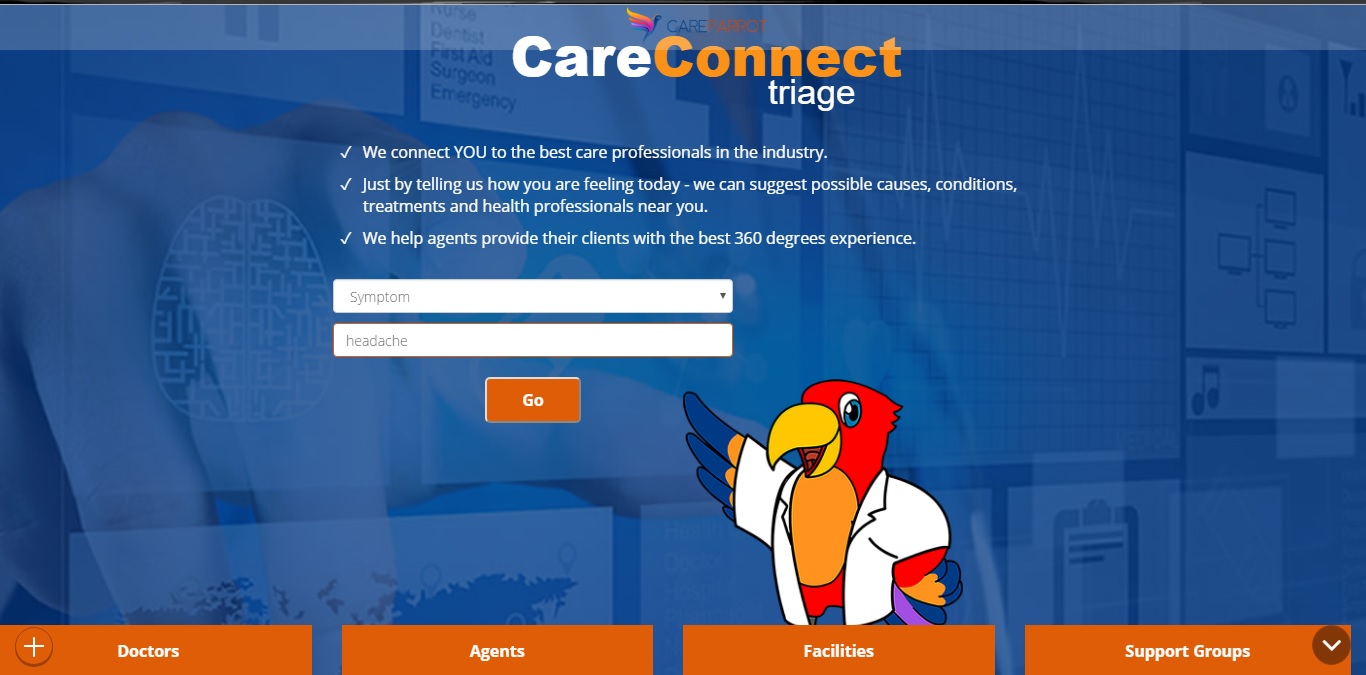 Nurse
Dentist
First Aid
Surgeon
Emergency
CAREPARROT
CareConnect
triage
✓ We connect YOU to the best care professionals in the industry.
✓ Just by telling us how you are feeling today - we can suggest possible causes, conditions,
treatments and health professionals near you.
✓ We help agents provide their clients with the best 360 degrees experience.
Symptom
headache
Go
Doctors
Agents
Facilities
Support Groups